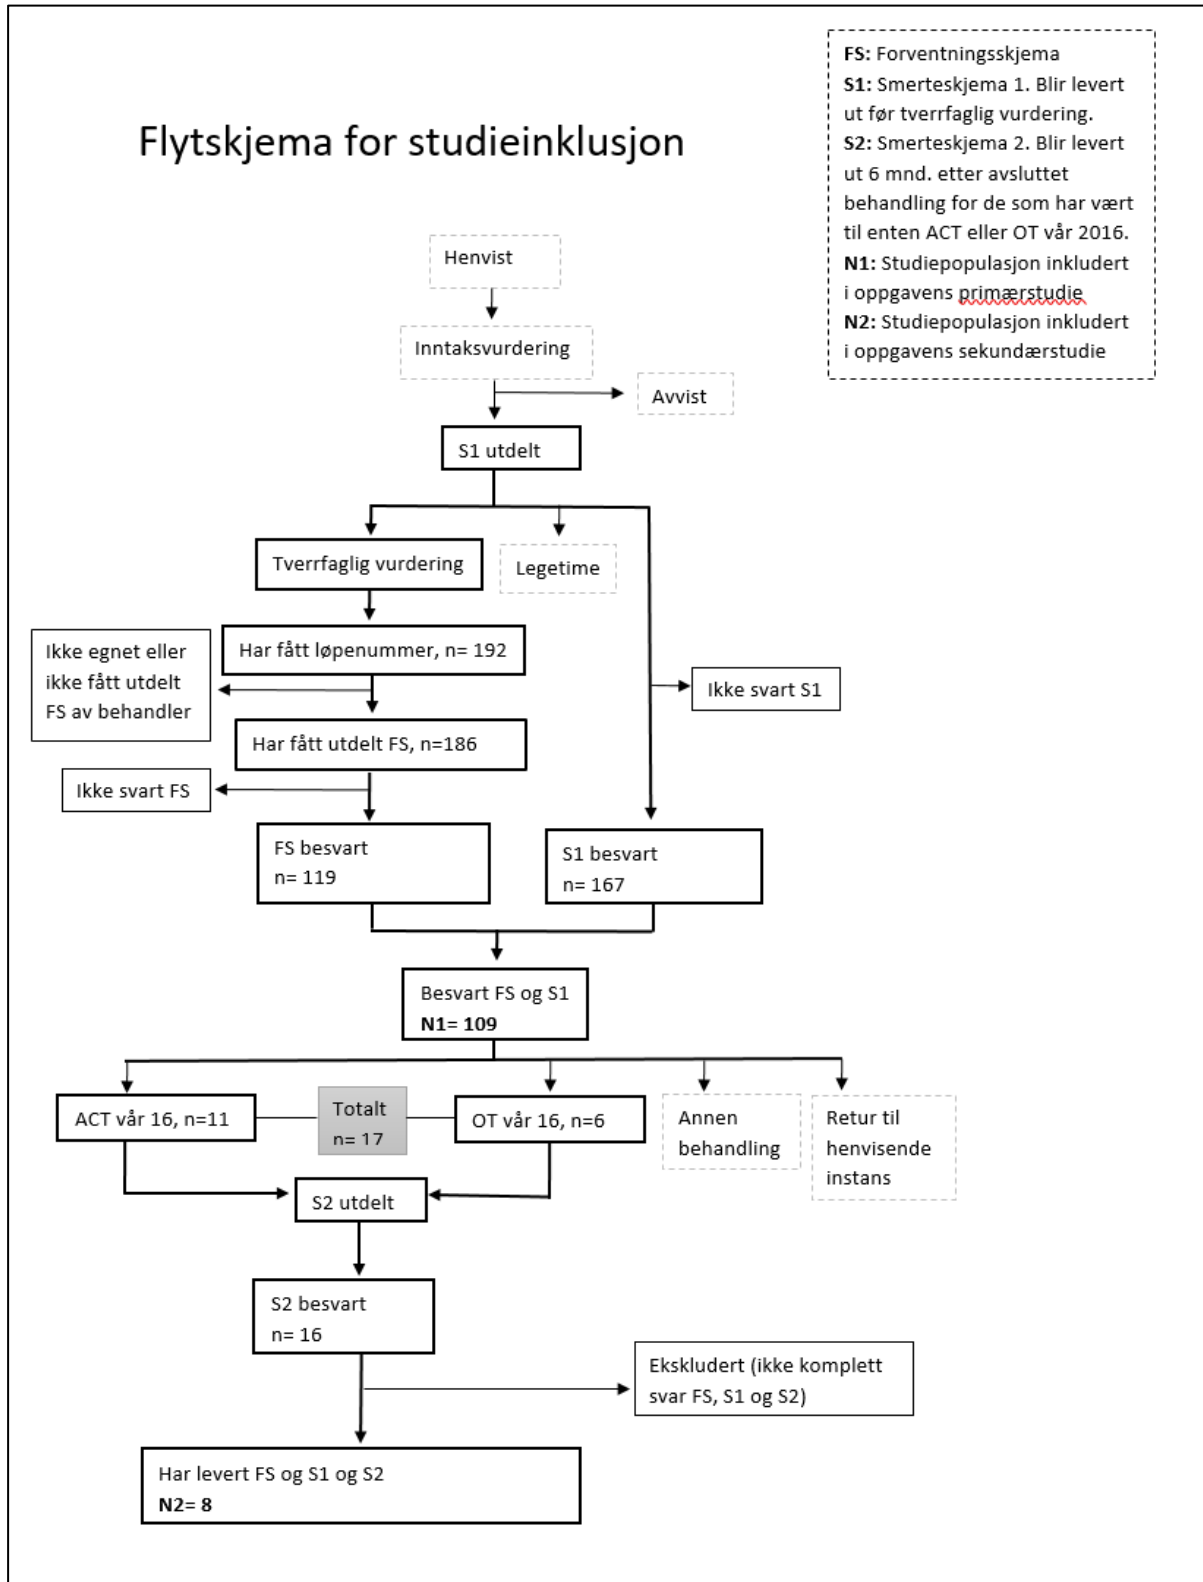 Flytskjema for studieinklusjon
FS: Forventningsskjema
S1: Smerteskjema 1. Blir levert
ut før tverrfaglig vurdering.
S2: Smerteskjema 2. Blir levert
ut 6 mnd. etter avsluttet
behandling for de som har vært
til enten ACT eller OT vår 2016.
N1: Studiepopulasjon inkludert
i oppgavens primærstudie
N2: Studiepopulasjon inkludert
i oppgavens sekundærstudie
Henvist
Inntaksvurdering
Avvist
S1 utdelt
Tverrfaglig vurdering
Legetime
Har fått løpenummer, n= 192
Ikke egnet eller
ikke fått utdelt
FS av behandler
Ikke svart S1
Har fått utdelt FS, n=186
Ikke svart FS
FS besvart
n= 119
S1 besvart
n= 167
Besvart FS og S1
N1= 109
ACT vår 16, n=11
Totalt
n= 17
OT vår 16, n=6
Annen
behandling
Retur til
henvisende
instans
S2 utdelt
S2 besvart
n= 16
Ekskludert (ikke komplett
svar FS, S1 og S2)
Har levert FS og S1 og S2
N2= 8